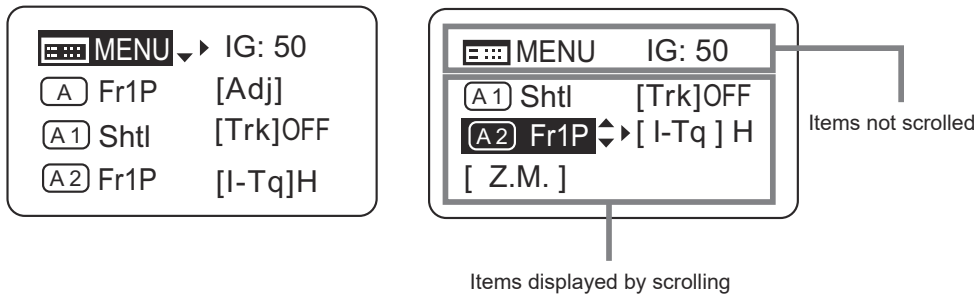 MENU IG: 50
A Fr1P [Adj]
A1 Shtl [Trk]OFF
A2 Fr1P [I-Tq]H
MENU IG: 50
A1 Shtl [Trk]OFF
A2 Fr1P [ I-Tq ] H
[ Z.M. ]
Items not scrolled
Items displayed by scrolling